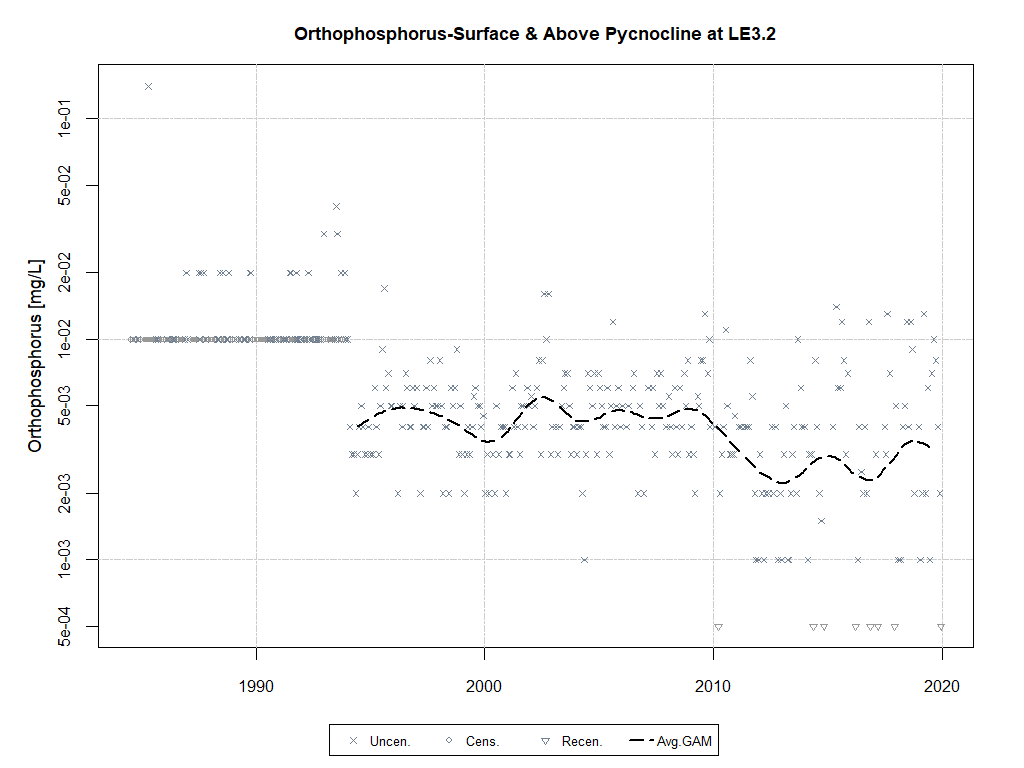 Orthophosphorus-Surface & Above Pycnocline at LE3.2
Orthophosphorus [mg/L]
1e-01
5e-02
2e-02
1e-02
5e-03
2e-03
1e-03
5e-04
1990 2000 2010 2020
Uncen. Cens. Recen. Avg.GAM